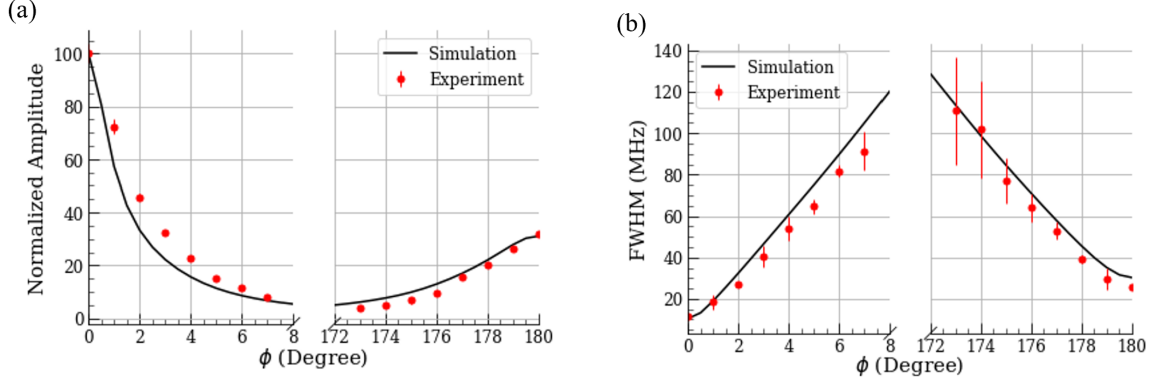 (a)
Normalized Amplitude
100
80
60
40
20
0
0 2 4 6 8
172 174 176 178 180
ϕ (Degree)
Simulation
Experiment
(b)
FWHM (MHz)
140
120
100
80
60
40
20
0 2 4 6 8
172 174 176 178 180
ϕ (Degree)
Simulation
Experiment